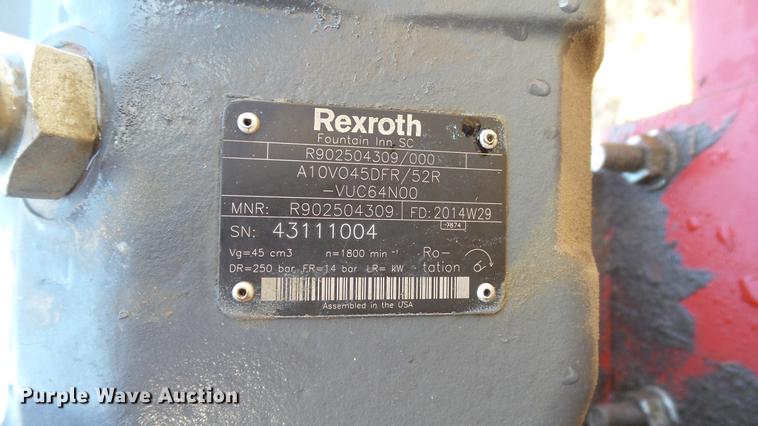 Rexroth
Fountain Inn, SC
R902504309/000
A10VO45DFR/52R
-VUC64N00
MNR: R902504309 FD: 2014W29
SN: 43111004 -7874
Vg=45 cm3 n=1800 min⁻¹ Ro-
DR=250 bar FR=14 bar LR= kW tation
Assembled in the USA
Purple Wave Auction